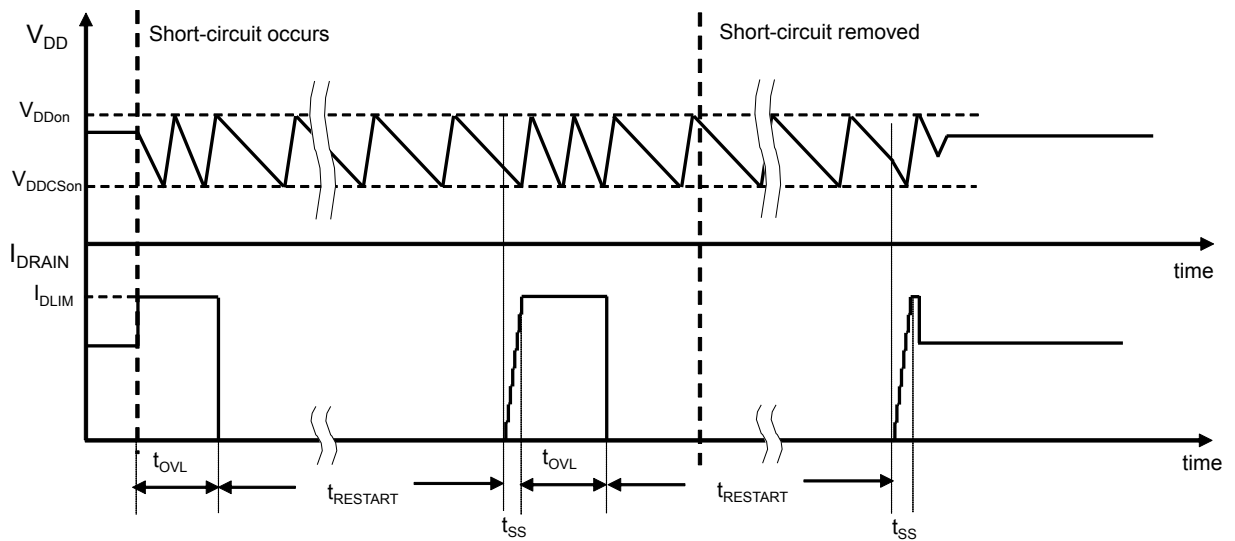 V_DD
Short-circuit occurs
Short-circuit removed
V_DDon
V_DDCSon
I_DRAIN
time
I_DLIM
t_OVL
t_OVL
time
t_RESTART
t_RESTART
t_SS
t_SS